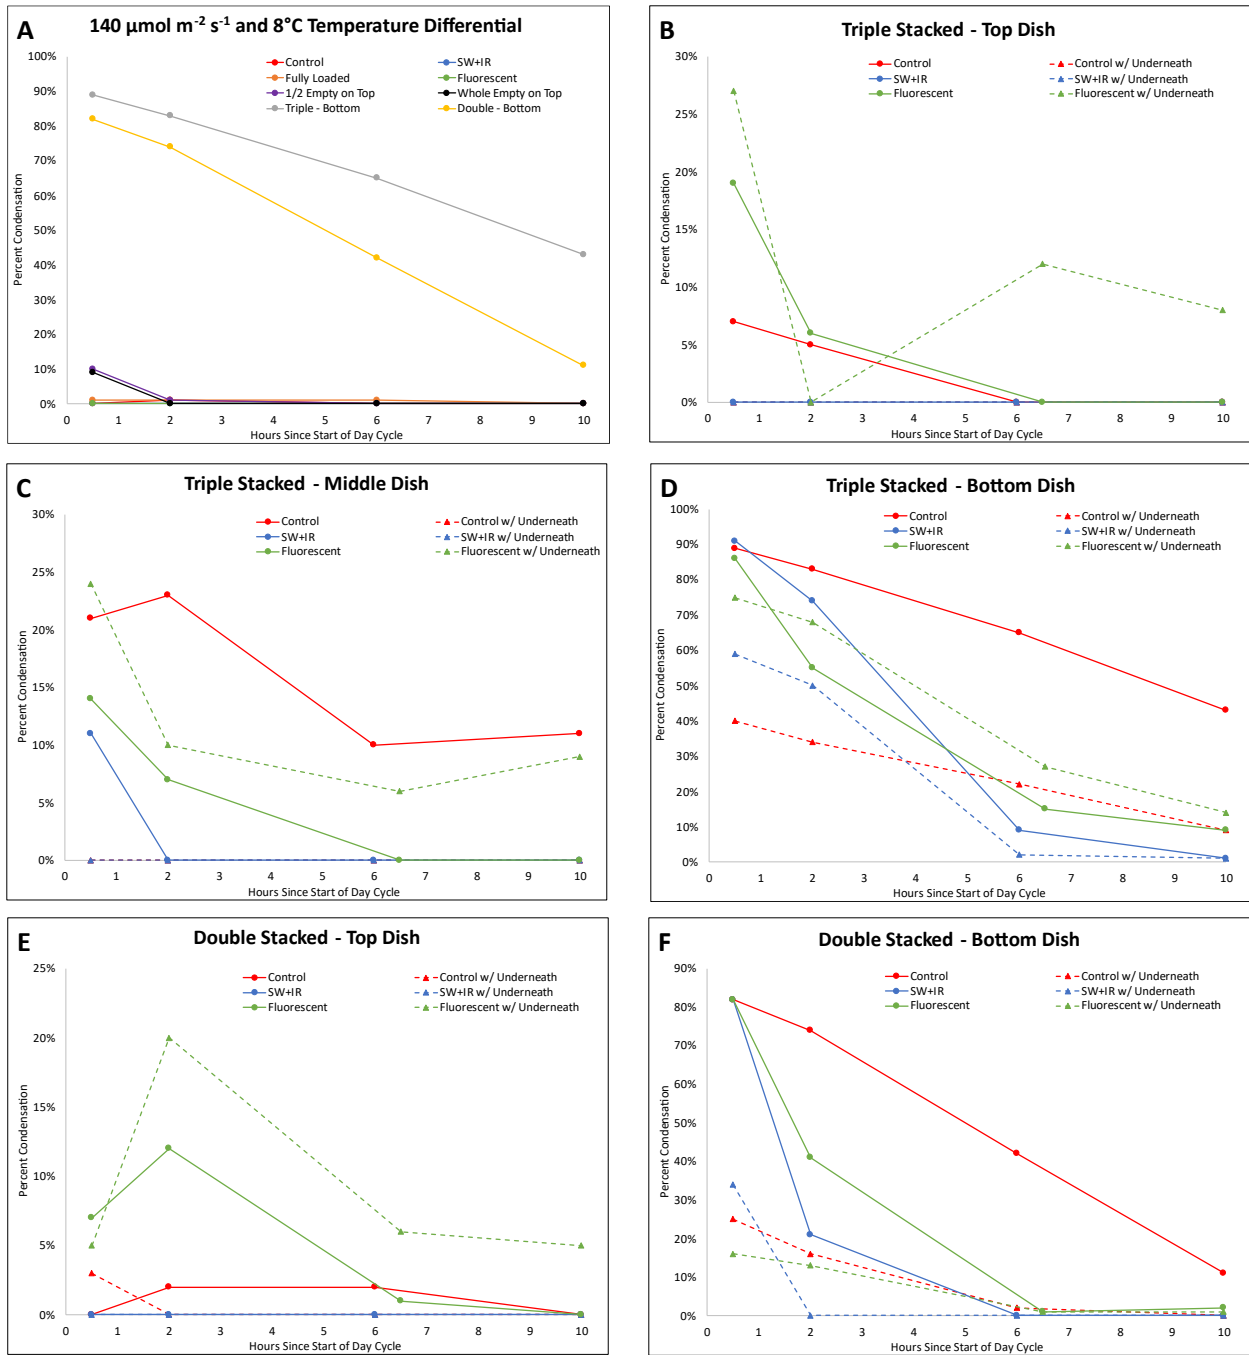 A
140 µmol m⁻² s⁻¹ and 8°C Temperature Differential
Control
SW+IR
Fully Loaded
Fluorescent
1/2 Empty on Top
Whole Empty on Top
Triple - Bottom
Double - Bottom
Percent Condensation
100%
90%
80%
70%
60%
50%
40%
30%
20%
10%
0%
0 1 2 3 4 5 6 7 8 9 10
Hours Since Start of Day Cycle
B
Triple Stacked - Top Dish
Control
Control w/ Underneath
SW+IR
SW+IR w/ Underneath
Fluorescent
Fluorescent w/ Underneath
Percent Condensation
30%
25%
20%
15%
10%
5%
0%
0 1 2 3 4 5 6 7 8 9 10
Hours Since Start of Day Cycle
C
Triple Stacked - Middle Dish
Control
Control w/ Underneath
SW+IR
SW+IR w/ Underneath
Fluorescent
Fluorescent w/ Underneath
Percent Condensation
30%
25%
20%
15%
10%
5%
0%
0 1 2 3 4 5 6 7 8 9 10
Hours Since Start of Day Cycle
D
Triple Stacked - Bottom Dish
Control
Control w/ Underneath
SW+IR
SW+IR w/ Underneath
Fluorescent
Fluorescent w/ Underneath
Percent Condensation
100%
90%
80%
70%
60%
50%
40%
30%
20%
10%
0%
0 1 2 3 4 5 6 7 8 9 10
Hours Since Start of Day Cycle
E
Double Stacked - Top Dish
Control
Control w/ Underneath
SW+IR
SW+IR w/ Underneath
Fluorescent
Fluorescent w/ Underneath
Percent Condensation
25%
20%
15%
10%
5%
0%
0 1 2 3 4 5 6 7 8 9 10
Hours Since Start of Day Cycle
F
Double Stacked - Bottom Dish
Control
Control w/ Underneath
SW+IR
SW+IR w/ Underneath
Fluorescent
Fluorescent w/ Underneath
Percent Condensation
90%
80%
70%
60%
50%
40%
30%
20%
10%
0%
0 1 2 3 4 5 6 7 8 9 10
Hours Since Start of Day Cycle